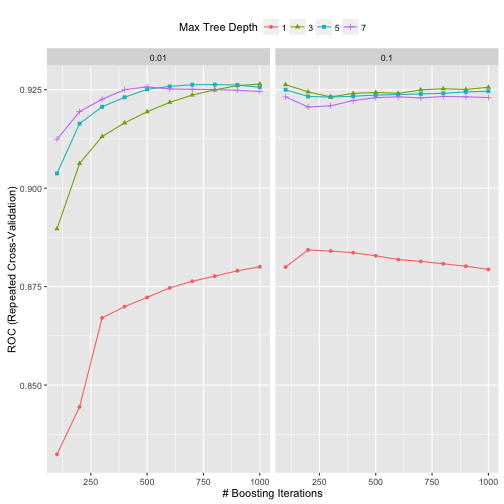 Max Tree Depth 1 3 5 7
0.01 0.1
ROC (Repeated Cross-Validation)
0.925
0.900
0.875
0.850
250 500 750 1000 250 500 750 1000
# Boosting Iterations